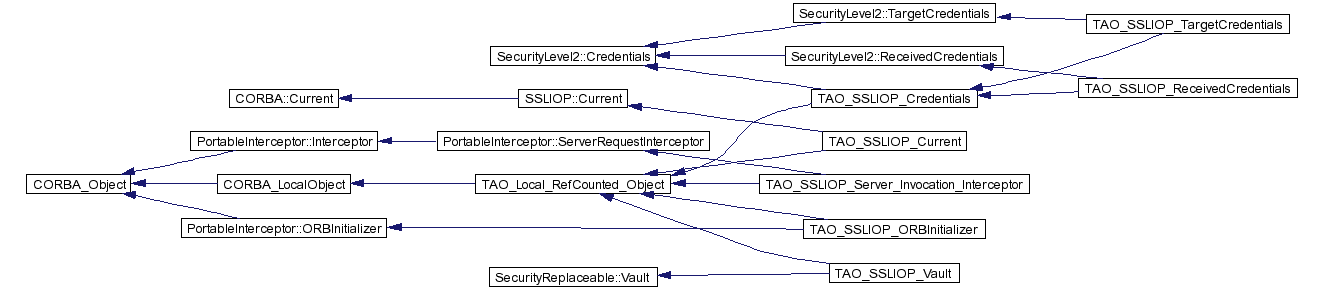 SecurityLevel2::TargetCredentials
TAO_SSLIOP_TargetCredentials
SecurityLevel2::Credentials
SecurityLevel2::ReceivedCredentials
TAO_SSLIOP_ReceivedCredentials
CORBA::Current
SSLIOP::Current
TAO_SSLIOP_Credentials
PortableInterceptor::Interceptor
PortableInterceptor::ServerRequestInterceptor
TAO_SSLIOP_Current
CORBA_Object
CORBA_LocalObject
TAO_Local_RefCounted_Object
TAO_SSLIOP_Server_Invocation_Interceptor
PortableInterceptor::ORBInitializer
TAO_SSLIOP_ORBInitializer
SecurityReplaceable::Vault
TAO_SSLIOP_Vault